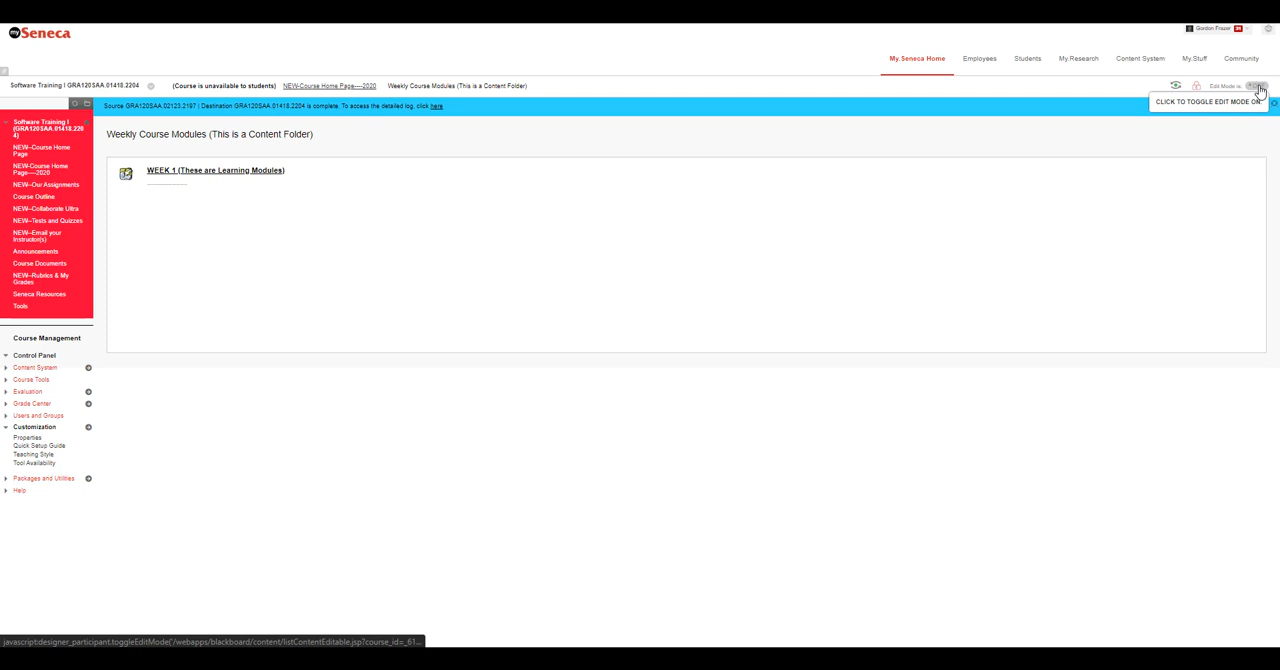 mySeneca
Gordon Frazer 34
My.Seneca Home Employees Students My.Research Content System My.Stuff Community
Software Training I GRA120SAA.01418.2204 (Course is unavailable to students) NEW-Course Home Page----2020 Weekly Course Modules (This is a Content Folder) Edit Mode is:
CLICK TO TOGGLE EDIT MODE ON.
Source GRA120SAA.02123.2197 | Destination GRA120SAA.01418.2204 is complete. To access the detailed log, click here
Software Training I
(GRA120SAA.01418.220
4)
NEW--Course Home
Page
NEW-Course Home
Page----2020
NEW--Our Assignments
Course Outline
NEW--Collaborate Ultra
NEW--Tests and Quizzes
NEW--Email your
Instructor(s)
Announcements
Course Documents
NEW--Rubrics & My
Grades
Seneca Resources
Tools
Weekly Course Modules (This is a Content Folder)
WEEK 1 (These are Learning Modules)
Course Management
Control Panel
Content System
Course Tools
Evaluation
Grade Center
Users and Groups
Customization
Properties
Quick Setup Guide
Teaching Style
Tool Availability
Packages and Utilities
Help
javascript:designer_participant.toggleEditMode('/webapps/blackboard/content/listContentEditable.jsp?course_id=_61...